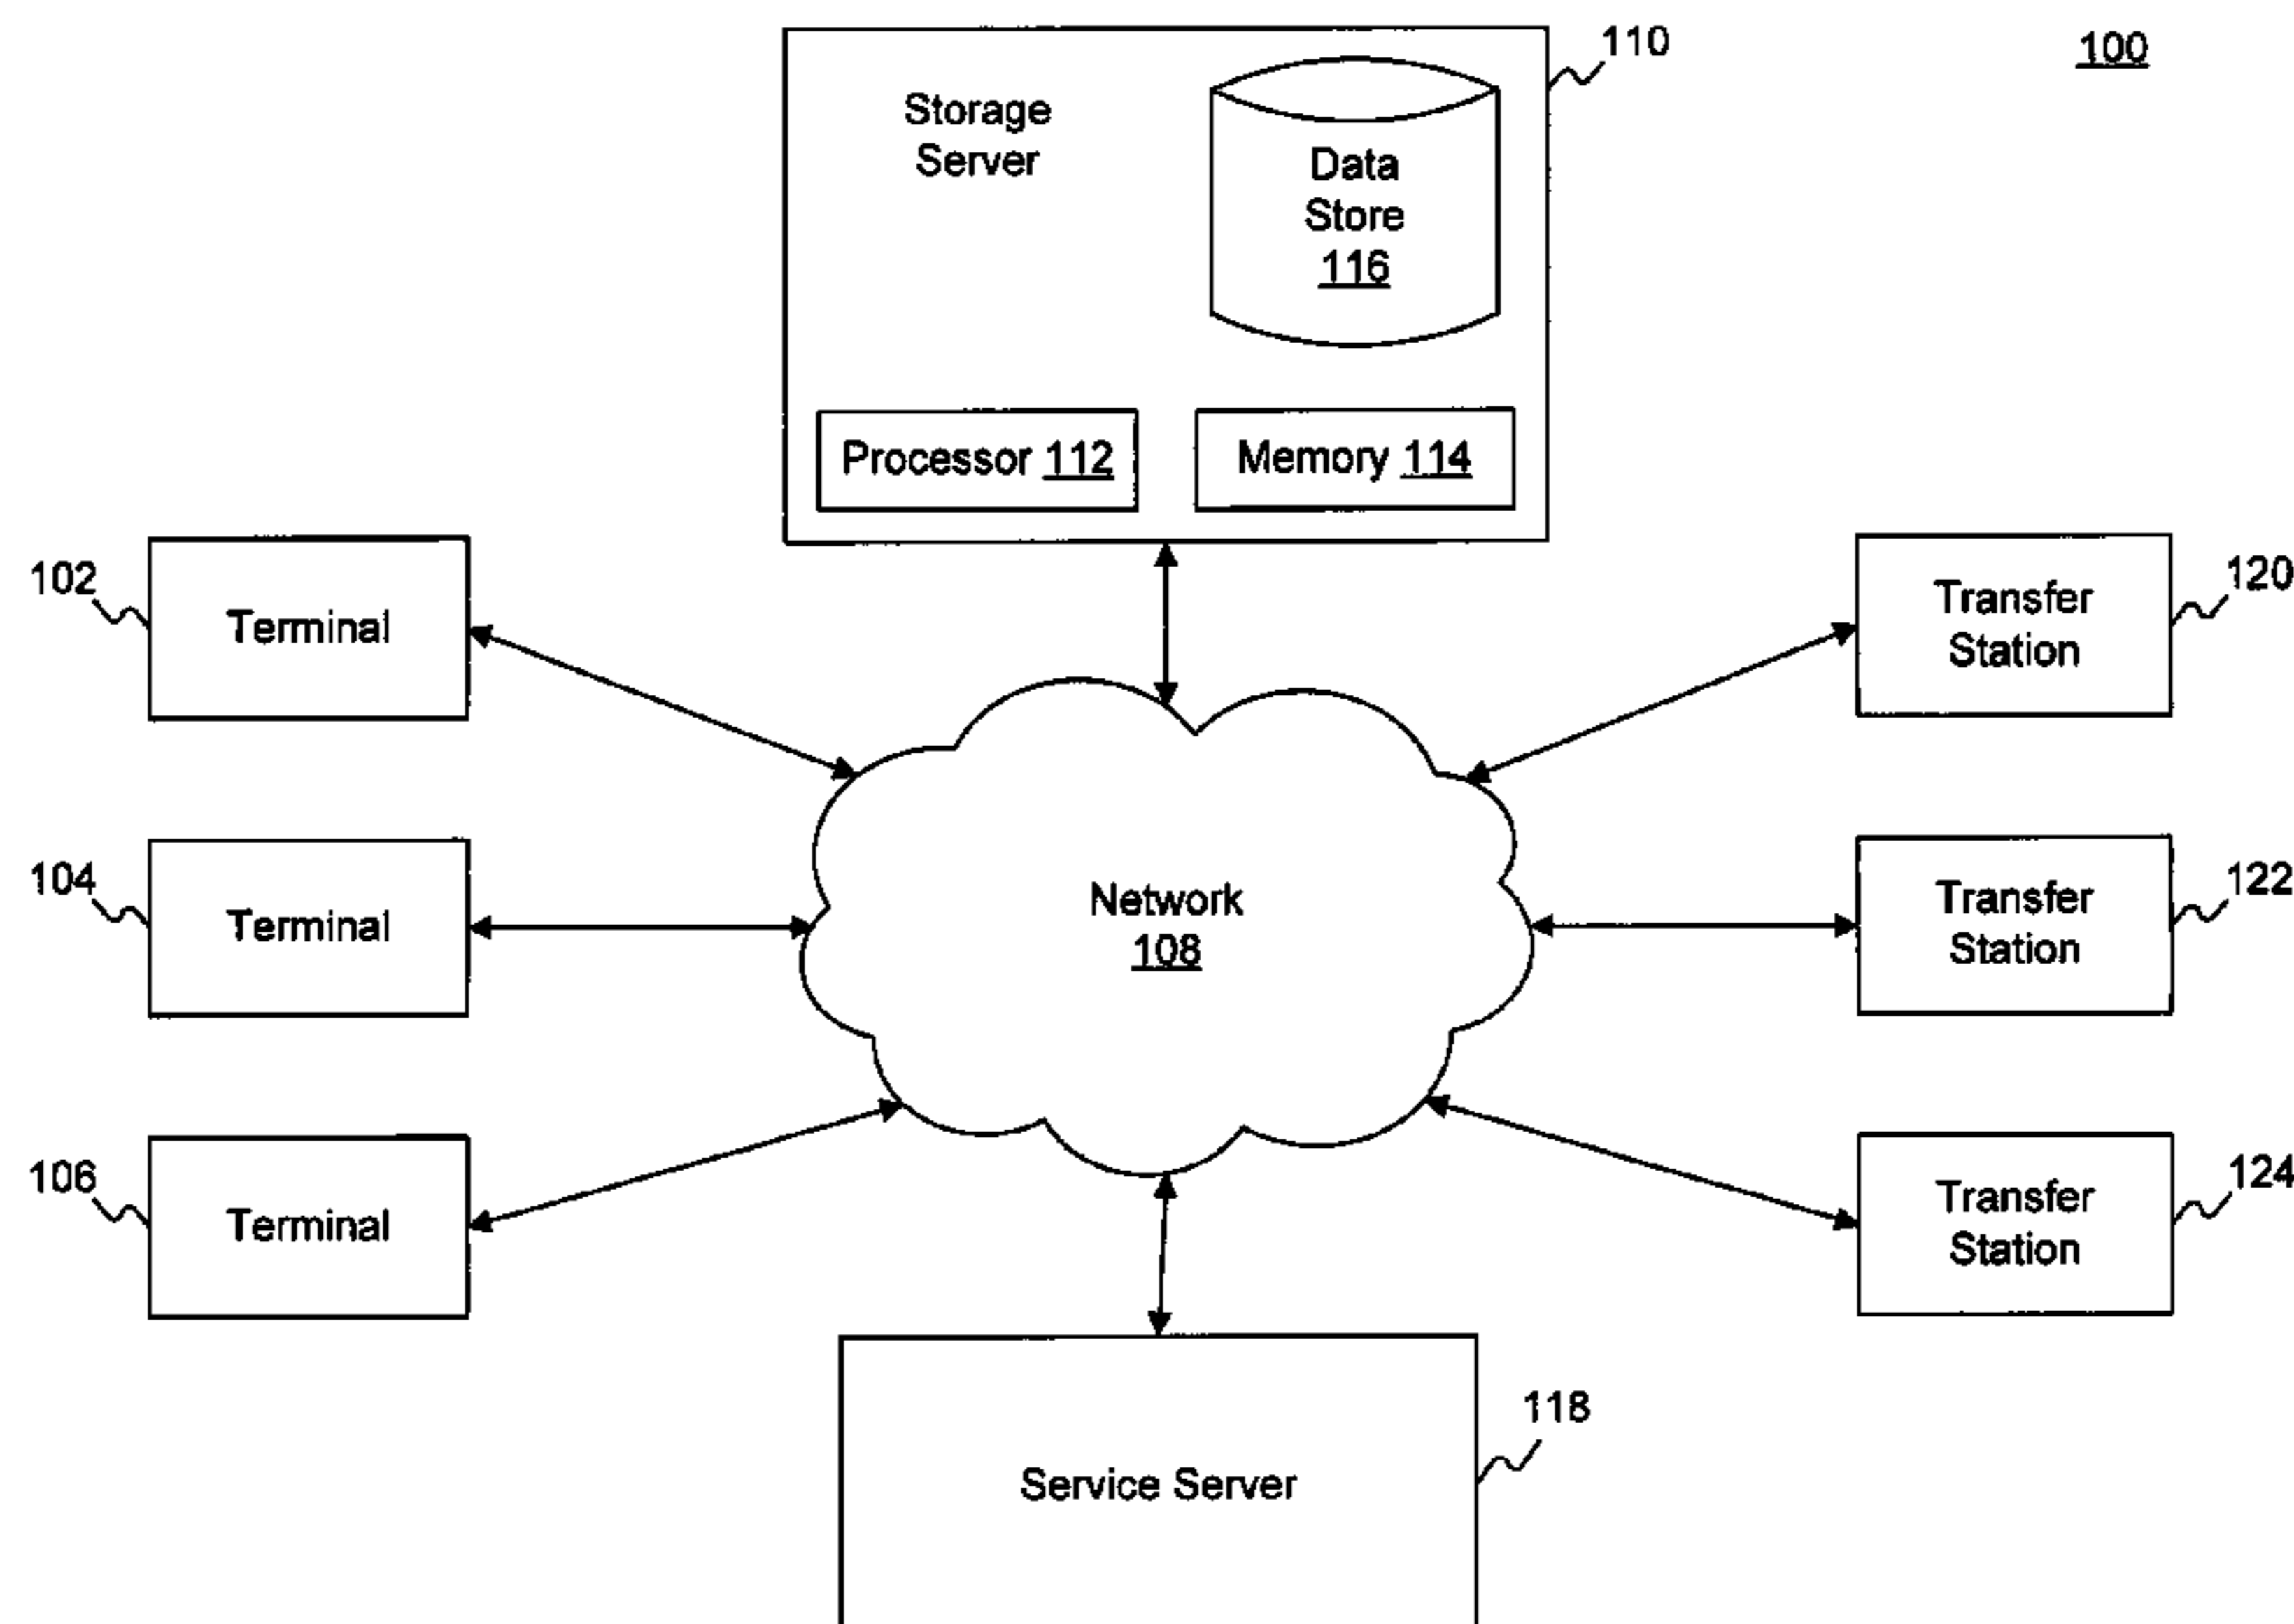 110
100
Storage
Server
Data
Store
116
Processor 112
Memory 114
102
Terminal
Transfer
Station
120
104
Terminal
Network
108
Transfer
Station
122
106
Terminal
Transfer
Station
124
118
Service Server